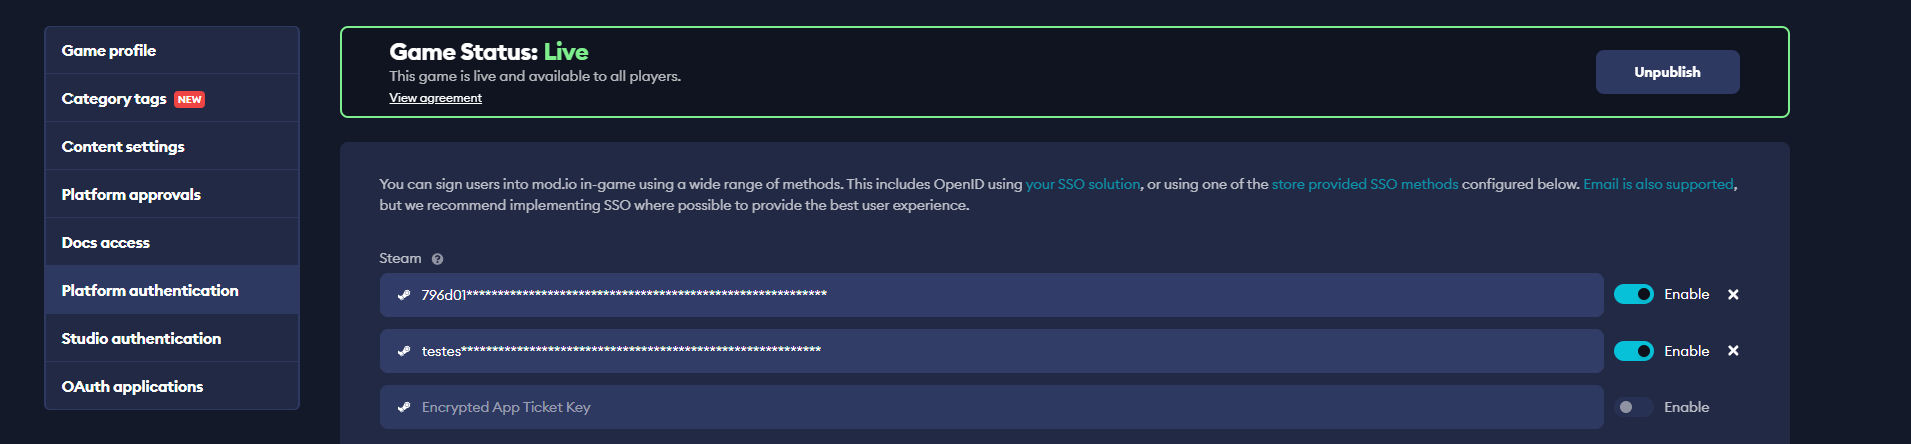 Game profile
Category tags NEW
Content settings
Platform approvals
Docs access
Platform authentication
Studio authentication
OAuth applications
Game Status: Live
This game is live and available to all players.
View agreement
Unpublish
You can sign users into mod.io in-game using a wide range of methods. This includes OpenID using your SSO solution, or using one of the store provided SSO methods configured below. Email is also supported,
but we recommend implementing SSO where possible to provide the best user experience.
Steam ?
796d01********************************************************** Enable ×
testes********************************************************** Enable ×
Encrypted App Ticket Key Enable